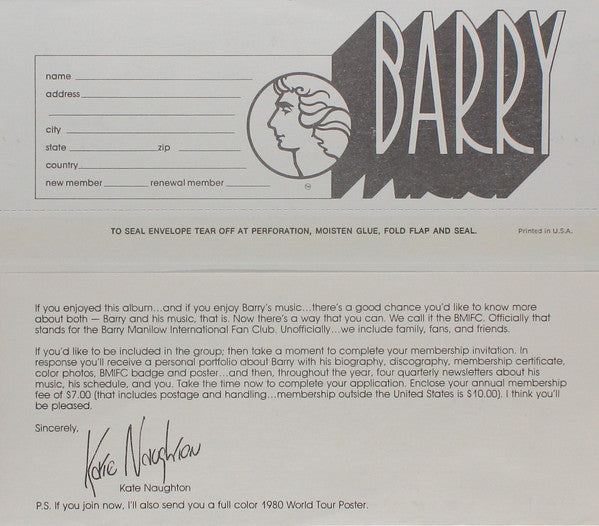 BARRY
name
address
city
state zip
country
new member renewal member
TM
TO SEAL ENVELOPE TEAR OFF AT PERFORATION, MOISTEN GLUE, FOLD FLAP AND SEAL. Printed in U.S.A.
If you enjoyed this album...and if you enjoy Barry's music...there's a good chance you'd like to know more
about both — Barry and his music, that is. Now there's a way that you can. We call it the BMIFC. Officially that
stands for the Barry Manilow International Fan Club. Unofficially...we include family, fans, and friends.
If you'd like to be included in the group; then take a moment to complete your membership invitation. In
response you'll receive a personal portfolio about Barry with his biography, discography, membership certificate,
color photos, BMIFC badge and poster...and then, throughout the year, four quarterly newsletters about his
music, his schedule, and you. Take the time now to complete your application. Enclose your annual membership
fee of $7.00 (that includes postage and handling...membership outside the United States is $10.00). I think you'll
be pleased.
Sincerely,
Kate Naughton
Kate Naughton
P.S. If you join now, I'll also send you a full color 1980 World Tour Poster.